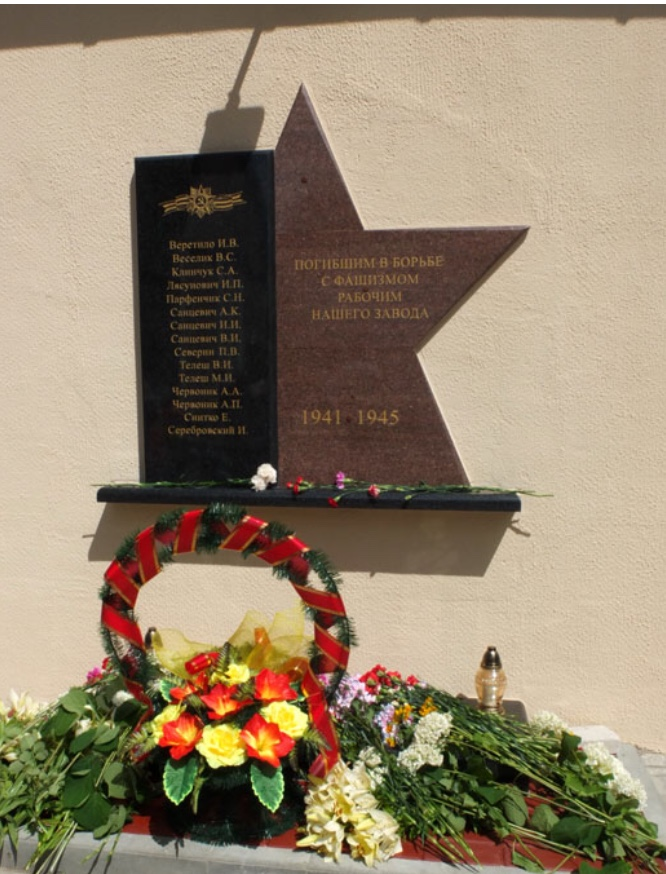 Веретило И.В.
Веселик В.С.
Клинчук С.А.
Лясунович И.П.
Парфенчик С.Н.
Санцевич А.К.
Санцевич И.И.
Санцевич В.И.
Северин П.В.
Телеш В.И.
Телеш М.И.
Червоник А.А.
Червоник А.П.
Снитко Е.
Серебровский И.
ПОГИБШИМ В БОРЬБЕ
С ФАШИЗМОМ
РАБОЧИМ
НАШЕГО ЗАВОДА
1941 - 1945